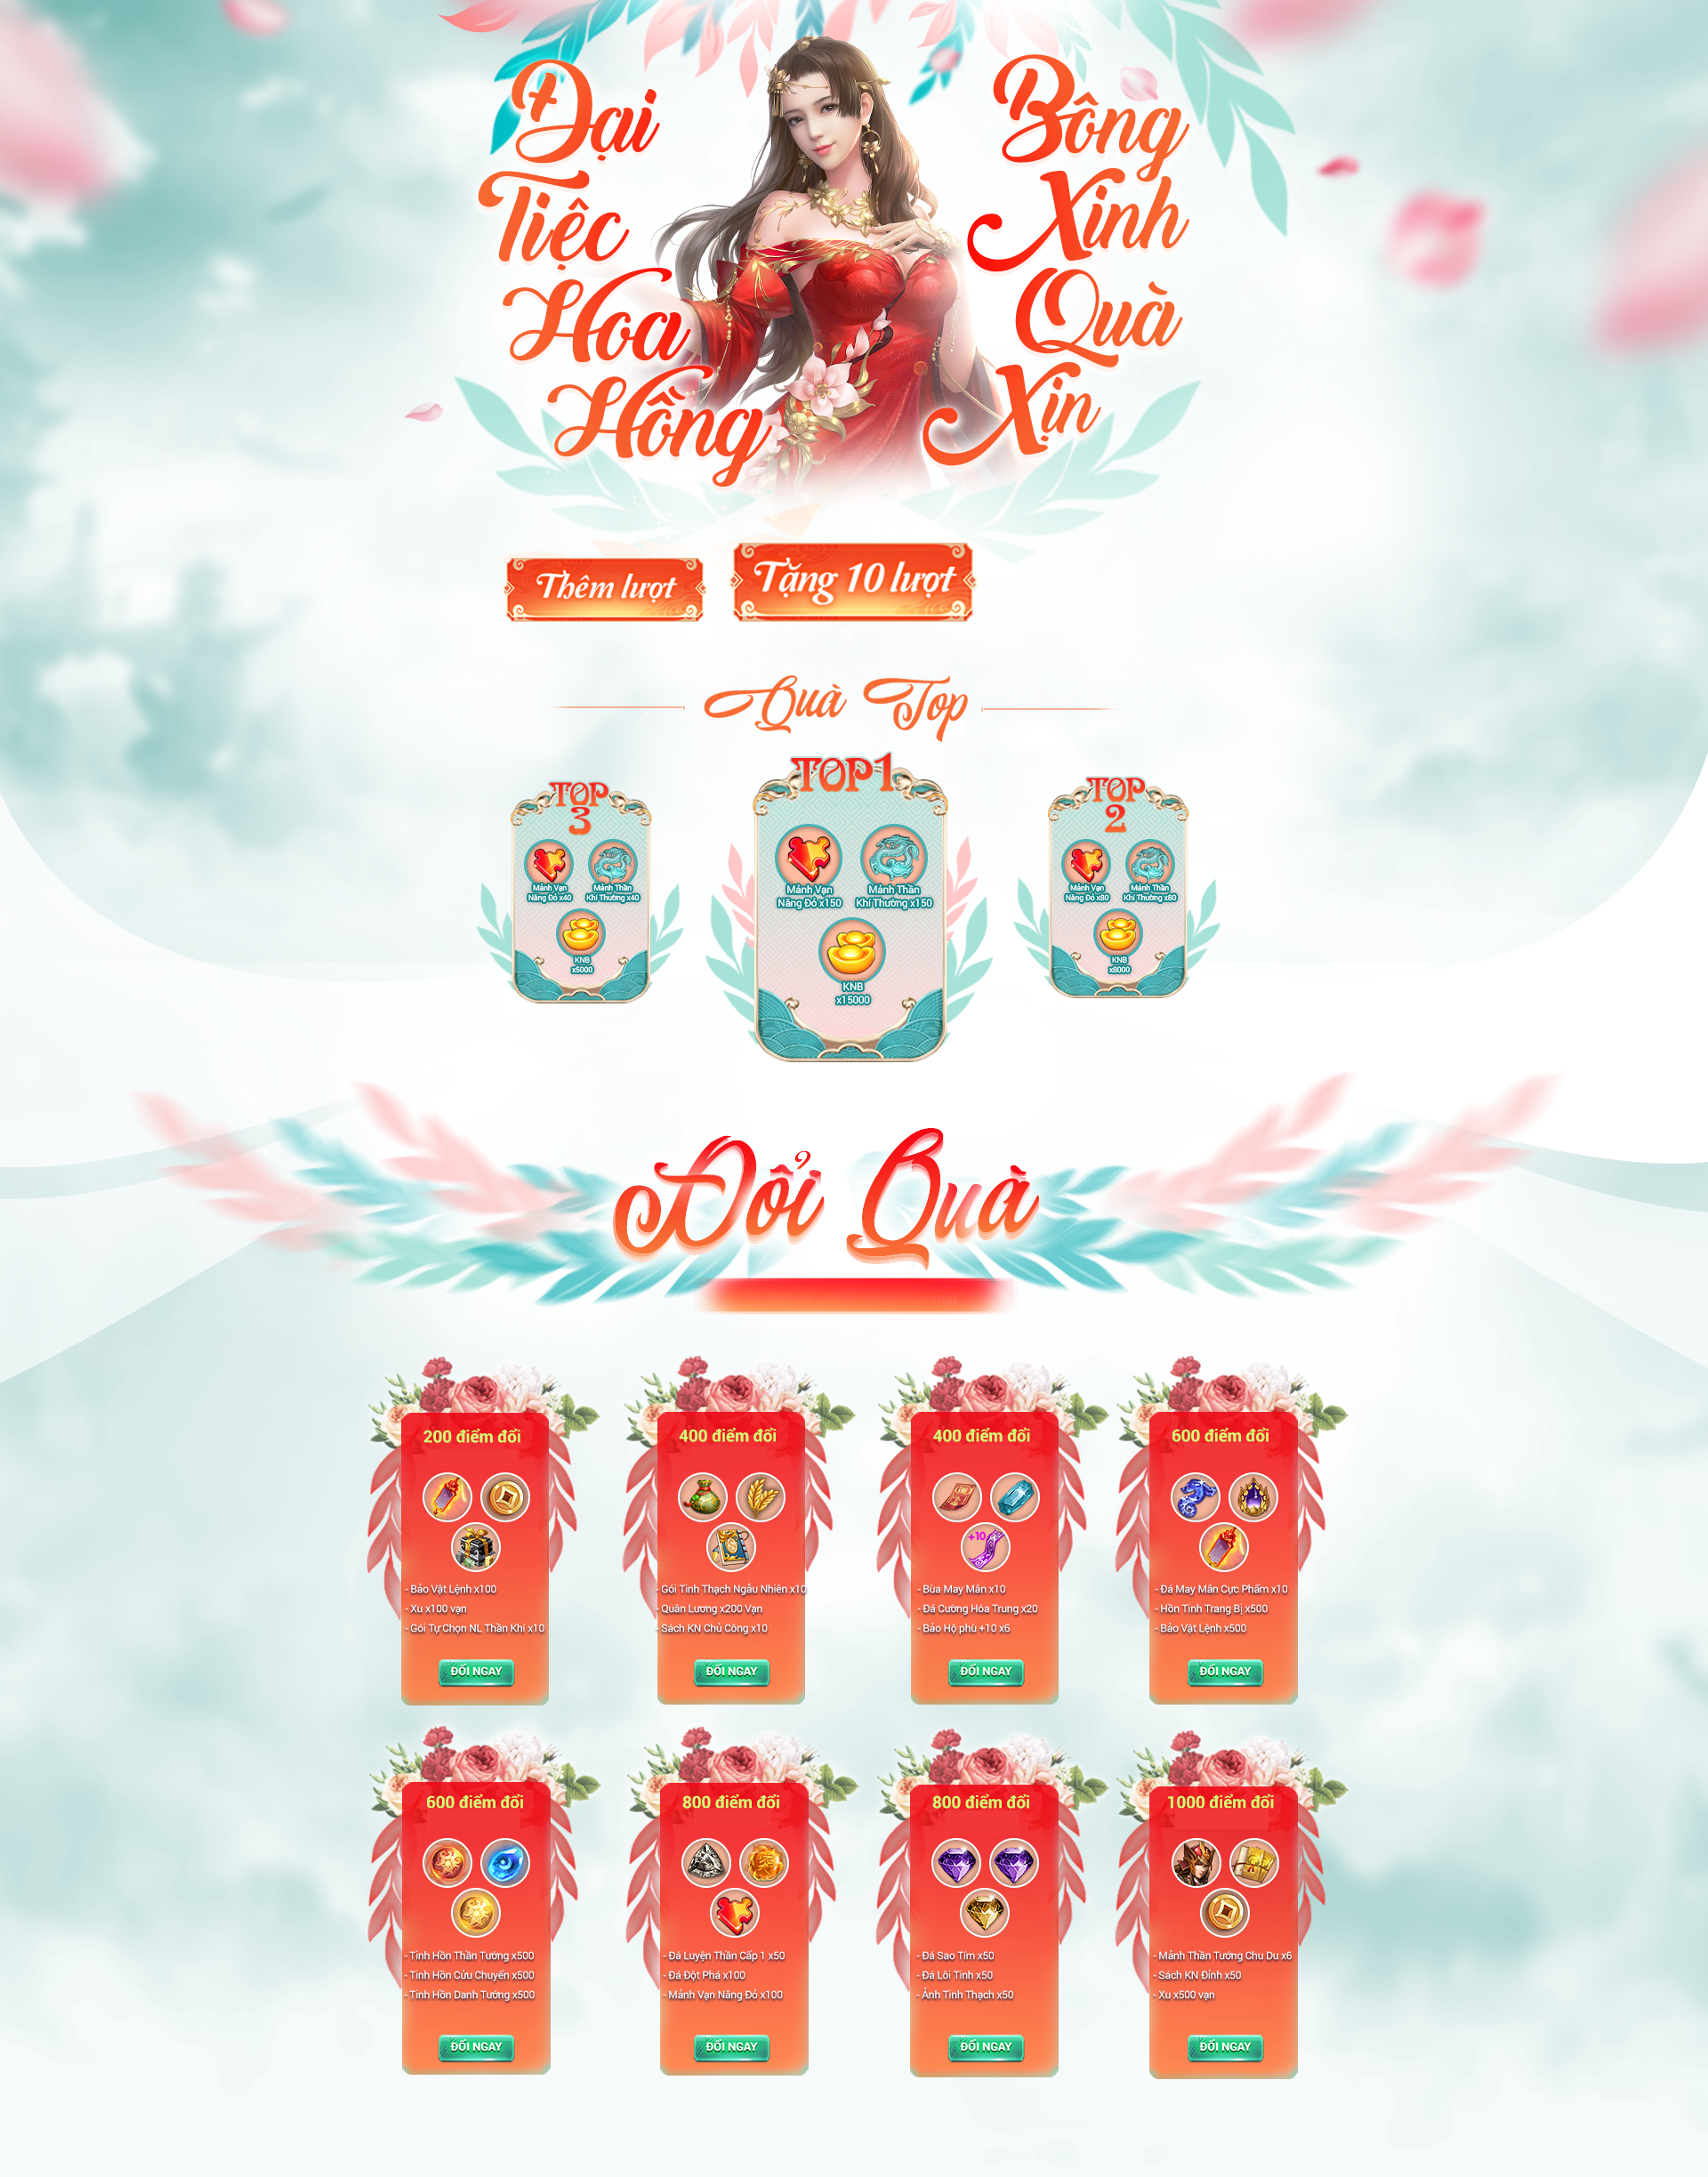 Đại
Tiệc
Hoa
Hồng
Bông
Xinh
Quà
Xịn
Thêm lượt
Tặng 10 lượt
Quà Top
TOP
3
Mảnh Vạn
Năng Đỏ x40
Mảnh Thần
Khí Thường x40
KNB
x5000
TOP1
Mảnh Vạn
Năng Đỏ x150
Mảnh Thần
Khí Thường x150
KNB
x15000
TOP
2
Mảnh Vạn
Năng Đỏ x80
Mảnh Thần
Khí Thường x80
KNB
x8000
Đổi Quà
200 điểm đổi
- Bảo Vật Lệnh x100
- Xu x100 vạn
- Gói Tự Chọn NL Thần Khí x10
ĐỔI NGAY
400 điểm đổi
- Gói Tinh Thạch Ngẫu Nhiên x10
- Quân Lương x200 Vạn
- Sách KN Chủ Công x10
ĐỔI NGAY
400 điểm đổi
+10
- Bùa May Mắn x10
- Đá Cường Hóa Trung x20
- Bảo Hộ phù +10 x6
ĐỔI NGAY
600 điểm đổi
- Đá May Mắn Cực Phẩm x10
- Hồn Tinh Trang Bị x500
- Bảo Vật Lệnh x500
ĐỔI NGAY
600 điểm đổi
- Tinh Hồn Thần Tướng x500
- Tinh Hồn Cửu Chuyển x500
- Tinh Hồn Danh Tướng x500
ĐỔI NGAY
800 điểm đổi
- Đá Luyện Thần Cấp 1 x50
- Đá Đột Phá x100
- Mảnh Vạn Năng Đỏ x100
ĐỔI NGAY
800 điểm đổi
- Đá Sao Tím x50
- Đá Lôi Tinh x50
- Ảnh Tinh Thạch x50
ĐỔI NGAY
1000 điểm đổi
- Mảnh Thần Tướng Chu Du x6
- Sách KN Đỉnh x50
- Xu x500 vạn
ĐỔI NGAY